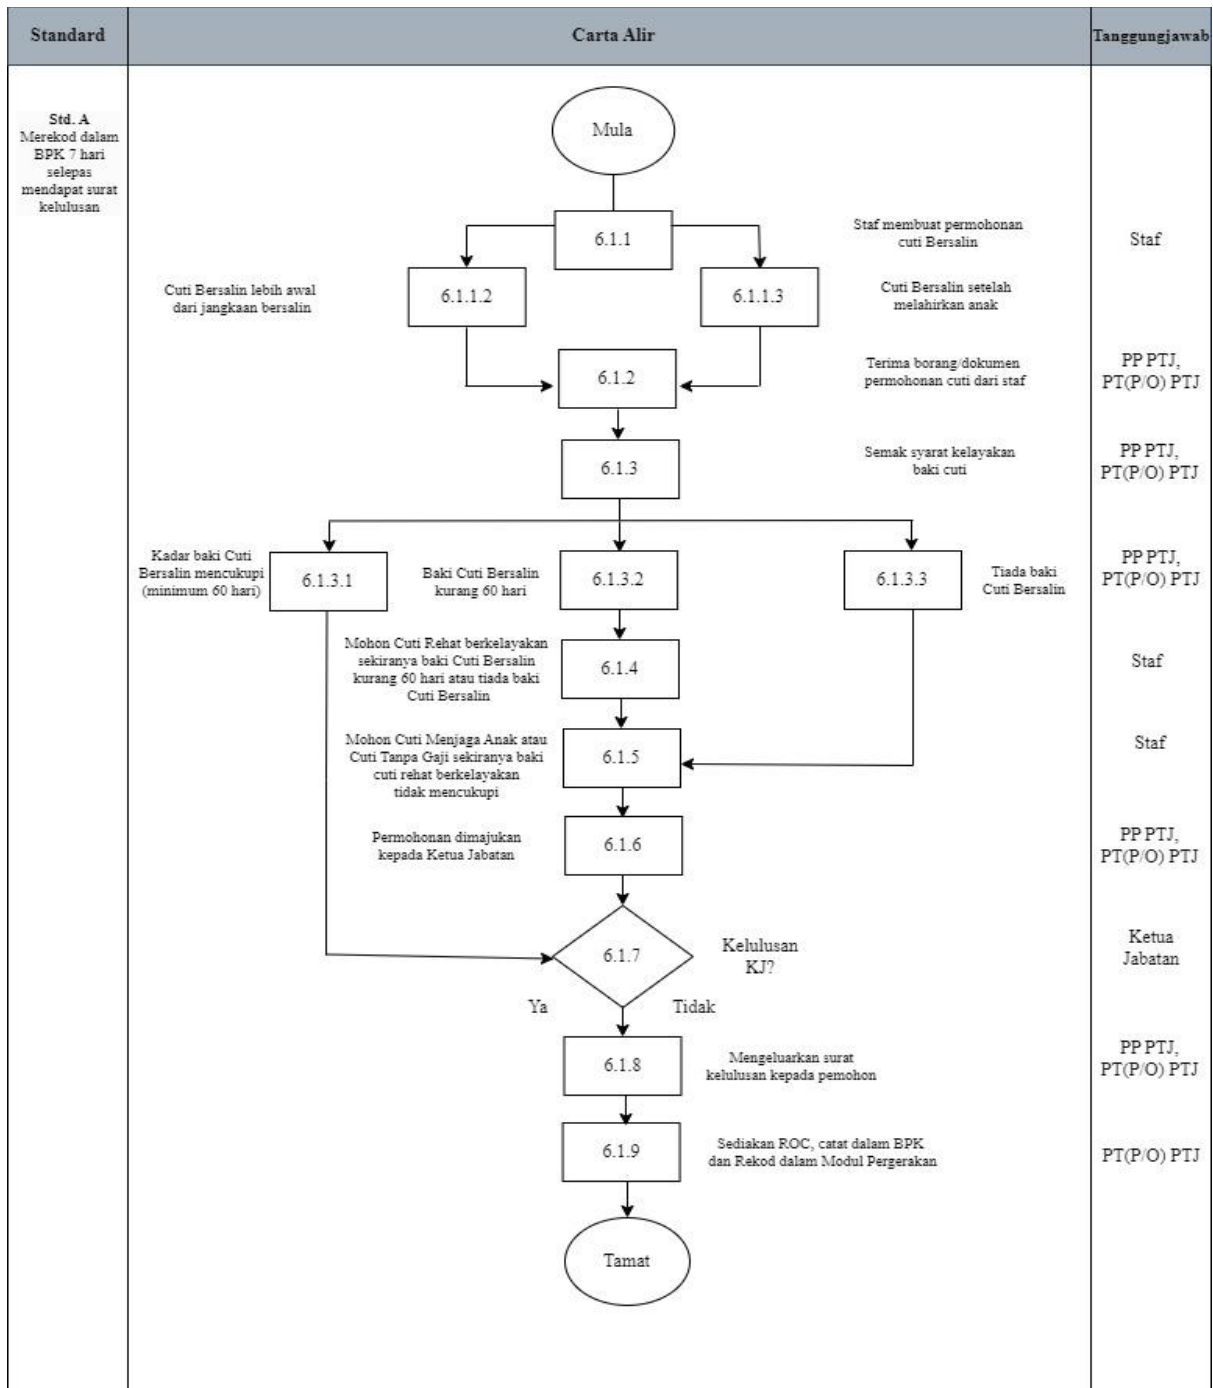 Standard
Carta Alir
Tanggungjawab
Std. A
Merekod dalam
BPK 7 hari
selepas
mendapat surat
kelulusan
Mula
6.1.1
Staf membuat permohonan
cuti Bersalin
Staf
Cuti Bersalin lebih awal
dari jangkaan bersalin
6.1.1.2
6.1.1.3
Cuti Bersalin setelah
melahirkan anak
6.1.2
Terima borang/dokumen
permohonan cuti dari staf
PP PTJ,
PT(P/O) PTJ
6.1.3
Semak syarat kelayakan
baki cuti
PP PTJ,
PT(P/O) PTJ
Kadar baki Cuti
Bersalin mencukupi
(minimum 60 hari)
6.1.3.1
Baki Cuti Bersalin
kurang 60 hari
6.1.3.2
6.1.3.3
Tiada baki
Cuti Bersalin
PP PTJ,
PT(P/O) PTJ
Mohon Cuti Rehat berkelayakan
sekiranya baki Cuti Bersalin
kurang 60 hari atau tiada baki
Cuti Bersalin
6.1.4
Staf
Mohon Cuti Menjaga Anak atau
Cuti Tanpa Gaji sekiranya baki
cuti rehat berkelayakan
tidak mencukupi
6.1.5
Staf
Permohonan dimajukan
kepada Ketua Jabatan
6.1.6
PP PTJ,
PT(P/O) PTJ
6.1.7
Kelulusan
KJ?
Ketua
Jabatan
Ya
Tidak
6.1.8
Mengeluarkan surat
kelulusan kepada pemohon
PP PTJ,
PT(P/O) PTJ
6.1.9
Sediakan ROC, catat dalam BPK
dan Rekod dalam Modul Pergerakan
PT(P/O) PTJ
Tamat